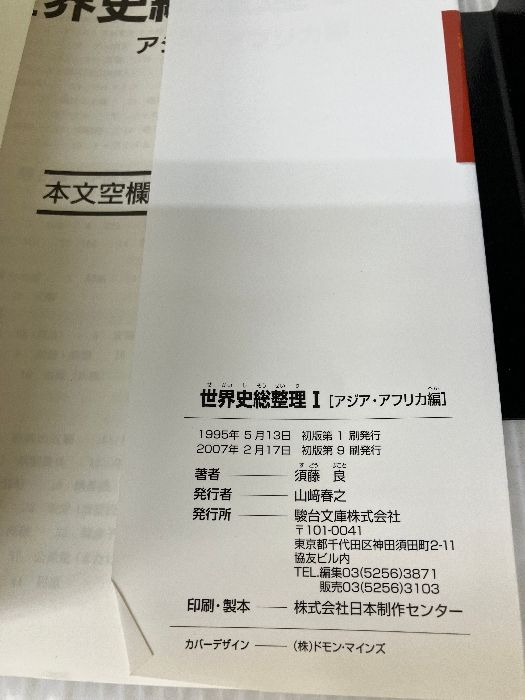 界史総
アジ
本文空欄
世界史総整理Ⅰ[アジア・アフリカ編]
1995年5月13日 初版第1刷発行
2007年2月17日 初版第9刷発行
著者 須藤 良
発行者 山﨑春之
発行所 駿台文庫株式会社
〒101-0041
東京都千代田区神田須田町2-11
協友ビル内
TEL.編集03(5256)3871
販売03(5256)3103
印刷・製本 株式会社日本制作センター
カバーデザイン (株)ドモン・マインズ